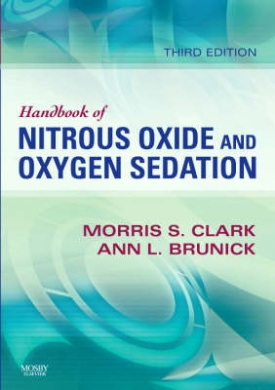 THIRD EDITION
Handbook of
NITROUS OXIDE AND
OXYGEN SEDATION
MORRIS S. CLARK
ANN L. BRUNICK
MOSBY
ELSEVIER